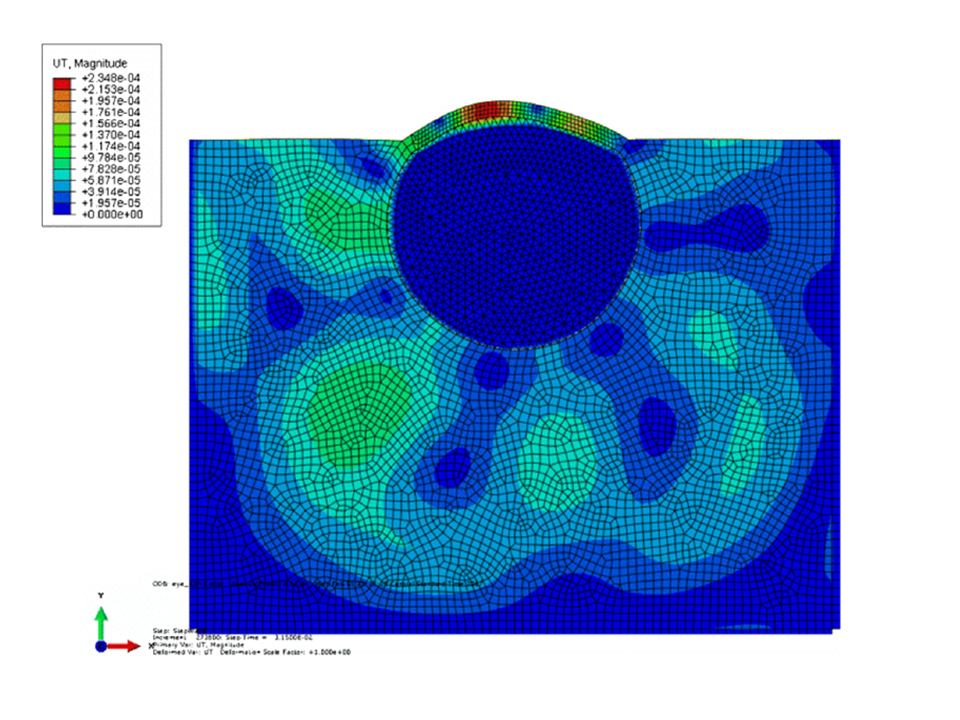 UT, Magnitude
+2.348e-04
+2.153e-04
+1.957e-04
+1.761e-04
+1.566e-04
+1.370e-04
+1.174e-04
+9.784e-05
+7.828e-05
+5.871e-05
+3.914e-05
+1.957e-05
+0.000e+00
ODB: eye_
Y
X
Step: Step
Increment 273800: Step Time = 3.1500E-02
Primary Var: UT, Magnitude
Deformed Var: UT Deformation Scale Factor: +1.000e+00